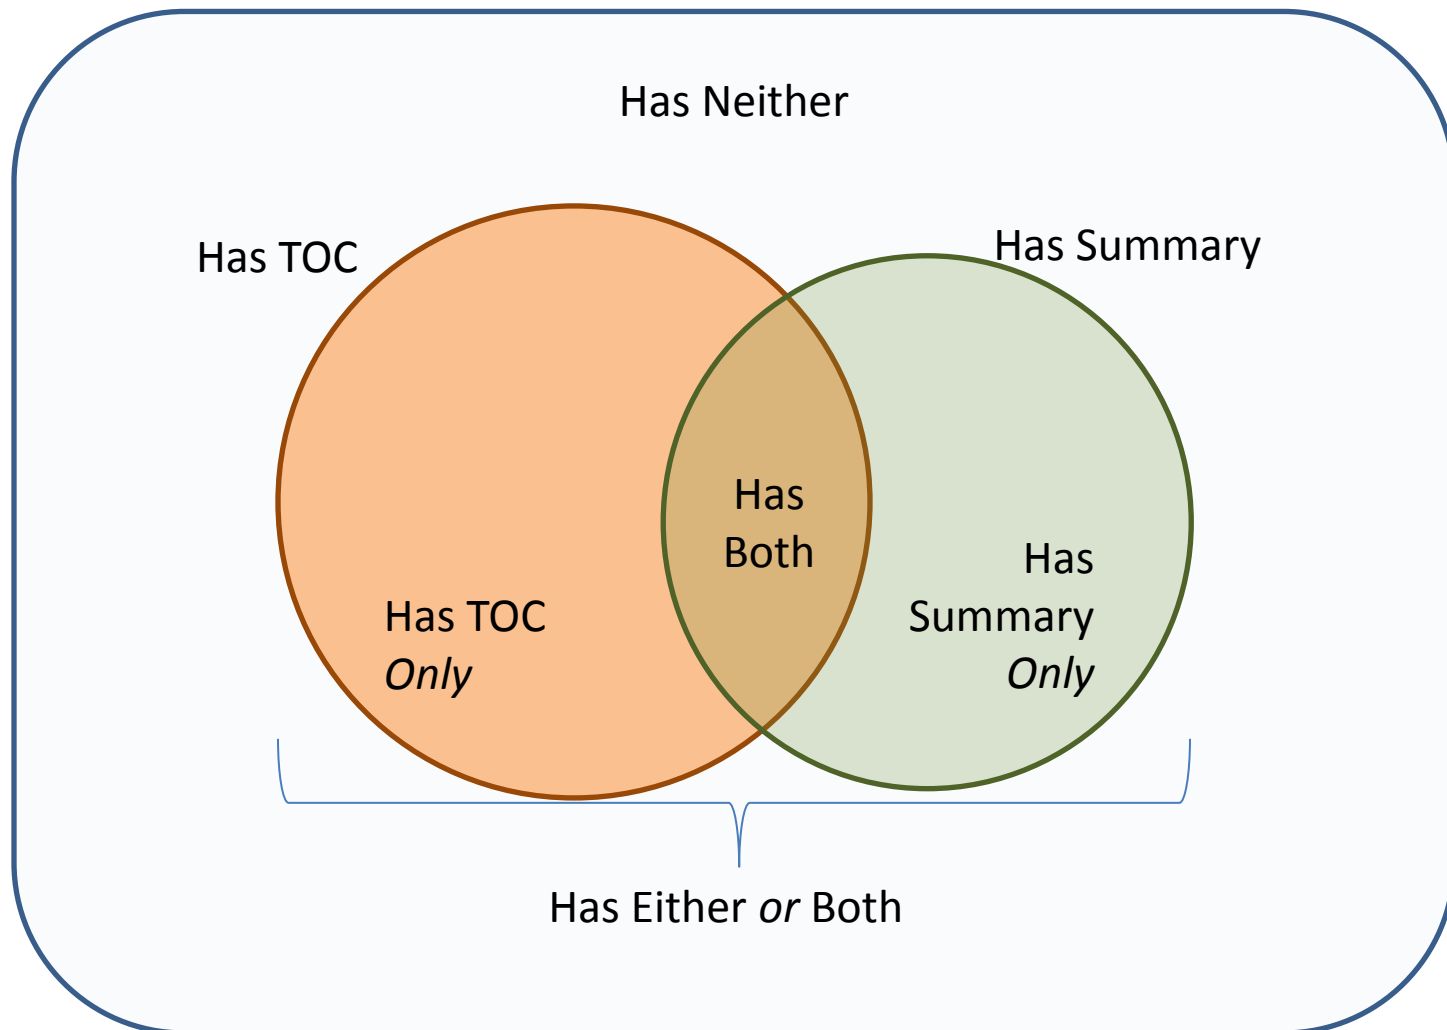 Has Neither
Has TOC
Has Summary
Has
Both
Has TOC
Only
Has
Summary
Only
Has Either or Both